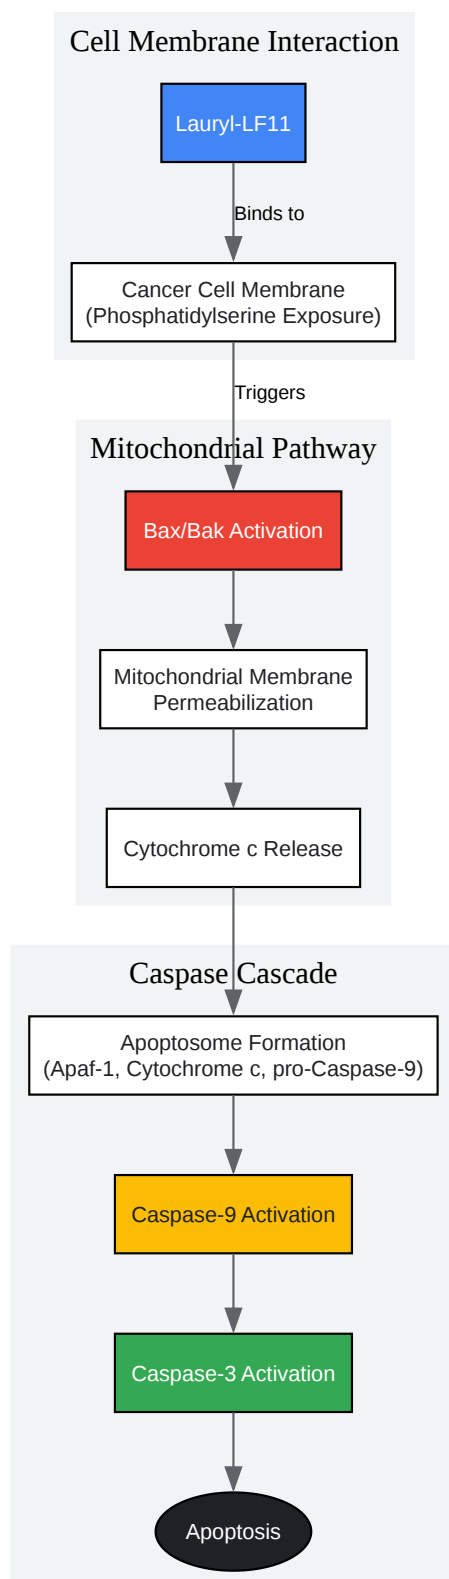 Cell Membrane Interaction
Lauryl-LF11
Binds to
Cancer Cell Membrane
(Phosphatidylserine Exposure)
Triggers
Mitochondrial Pathway
Bax/Bak Activation
Mitochondrial Membrane
Permeabilization
Cytochrome c Release
Caspase Cascade
Apoptosome Formation
(Apaf-1, Cytochrome c, pro-Caspase-9)
Caspase-9 Activation
Caspase-3 Activation
Apoptosis